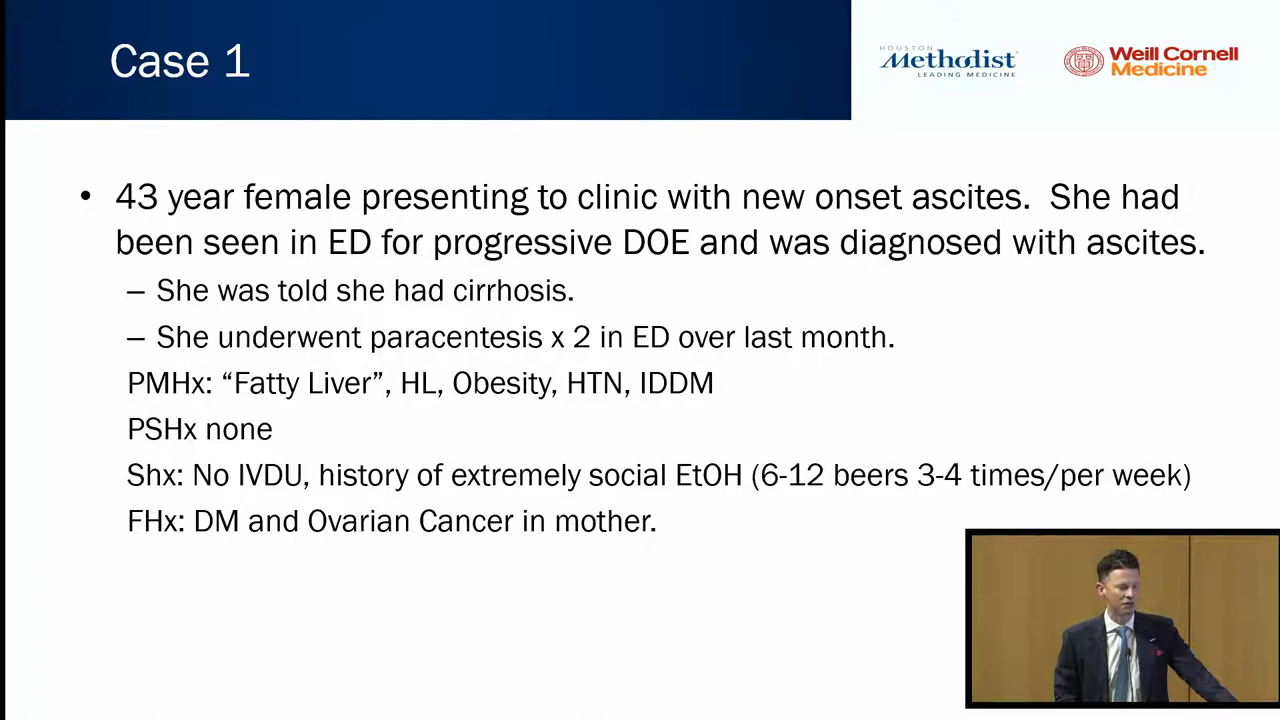 Case 1
HOUSTON
Methodist
LEADING MEDICINE
Weill Cornell
Medicine
• 43 year female presenting to clinic with new onset ascites. She had
been seen in ED for progressive DOE and was diagnosed with ascites.
– She was told she had cirrhosis.
– She underwent paracentesis x 2 in ED over last month.
PMHx: “Fatty Liver”, HL, Obesity, HTN, IDDM
PSHx none
Shx: No IVDU, history of extremely social EtOH (6-12 beers 3-4 times/per week)
FHx: DM and Ovarian Cancer in mother.